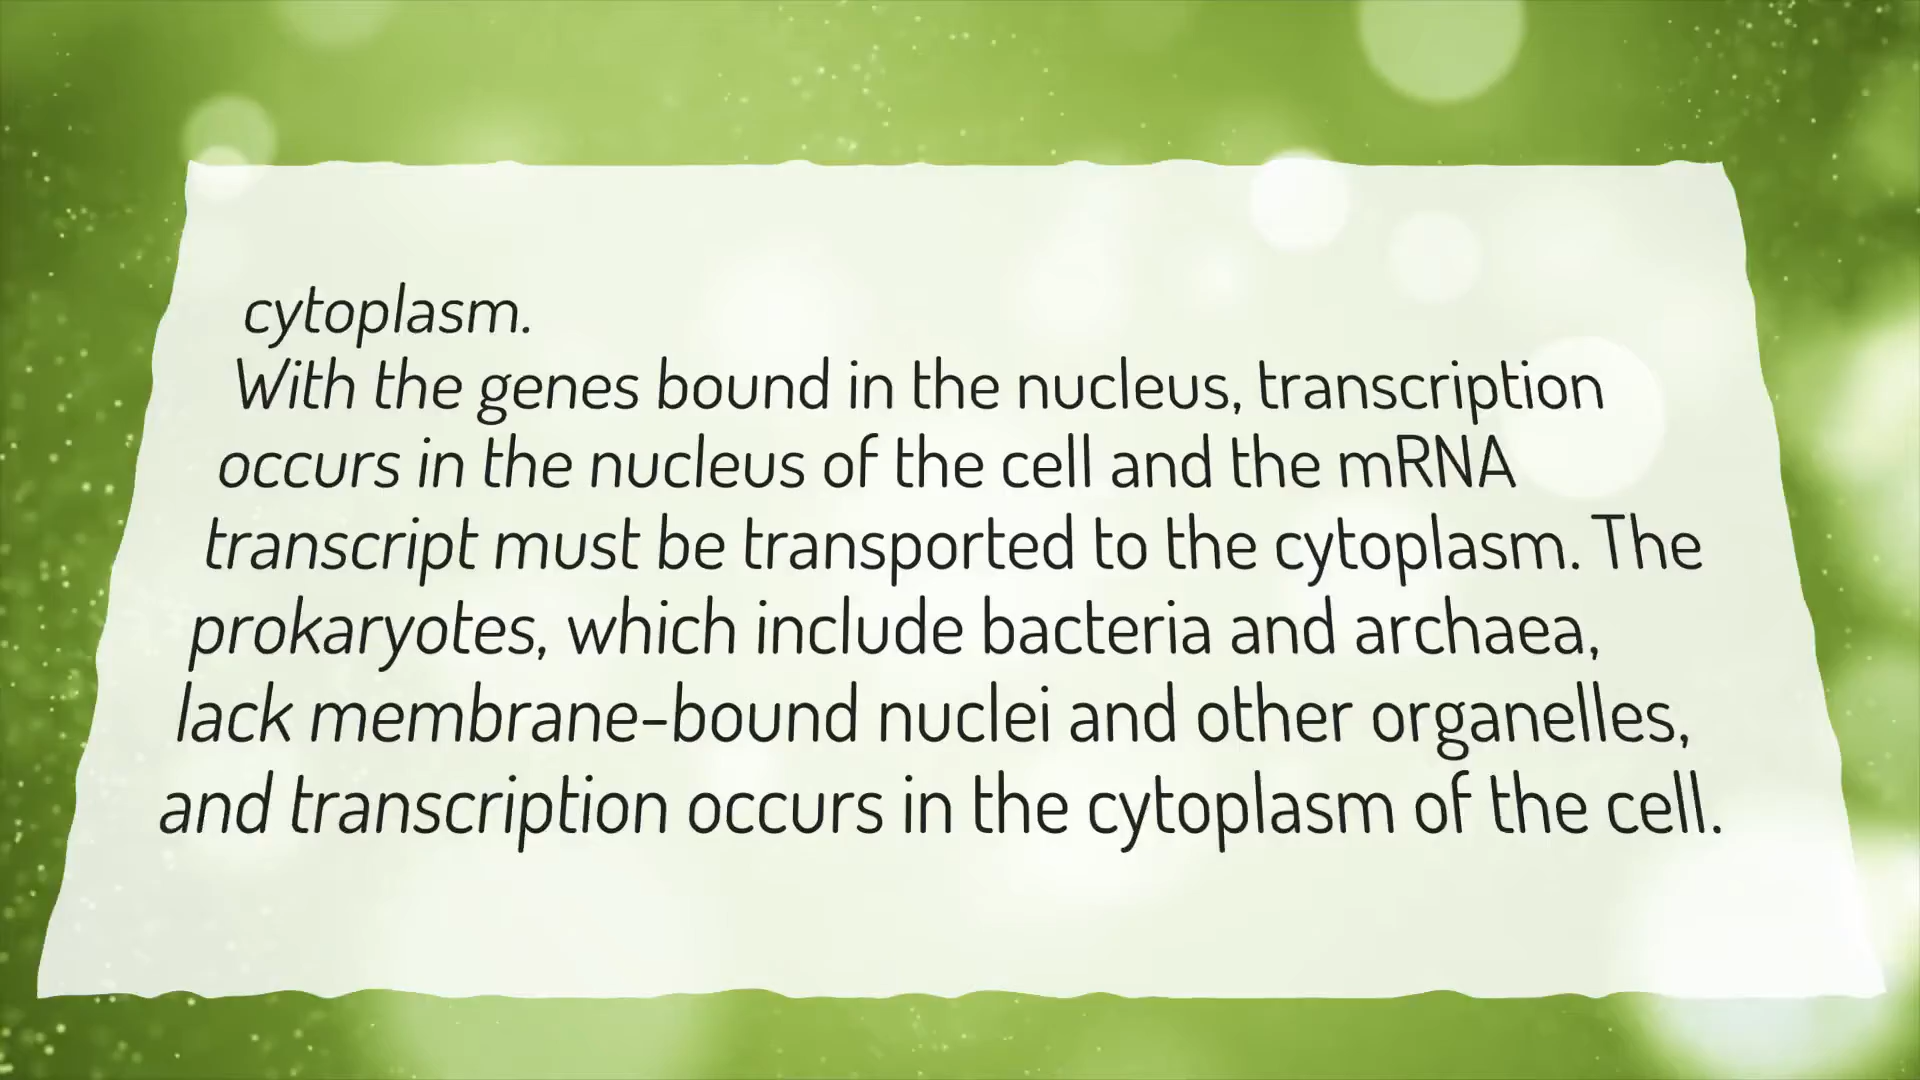 cytoplasm.
With the genes bound in the nucleus, transcription
occurs in the nucleus of the cell and the mRNA
transcript must be transported to the cytoplasm. The
prokaryotes, which include bacteria and archaea,
lack membrane-bound nuclei and other organelles,
and transcription occurs in the cytoplasm of the cell.